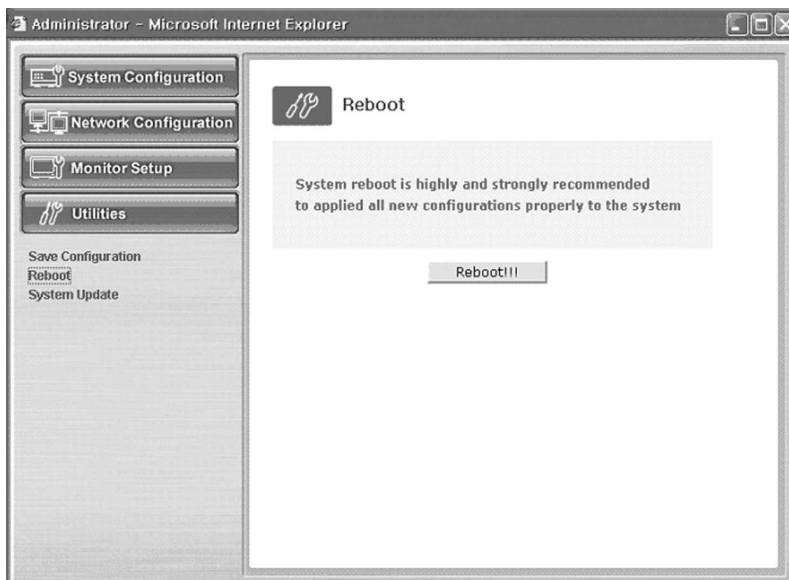 Administrator - Microsoft Internet Explorer
System Configuration
Network Configuration
Monitor Setup
Utilities
Save Configuration
Reboot
System Update
Reboot
System reboot is highly and strongly recommended
to applied all new configurations properly to the system
Reboot!!!